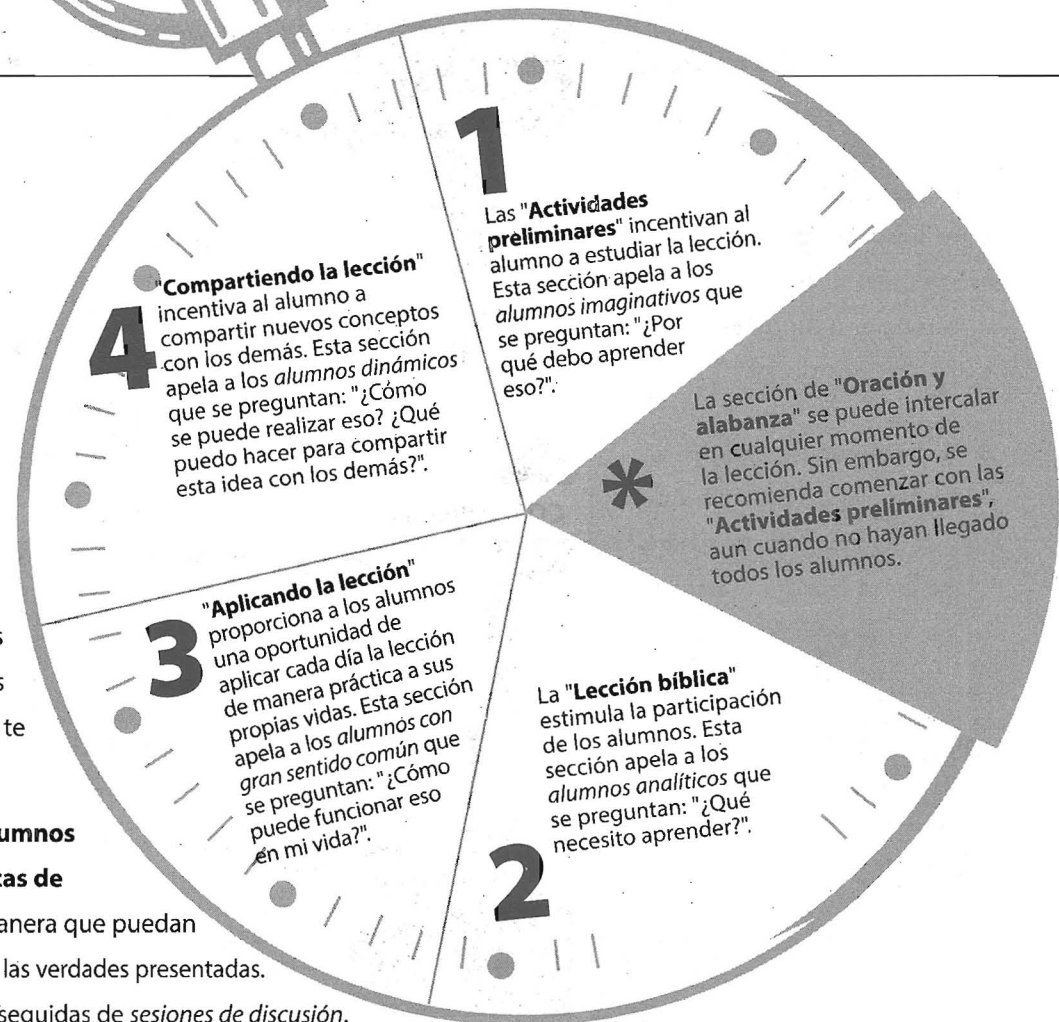 1
Las "Actividades
preliminares" incentivan al
alumno a estudiar la lección.
Esta sección apela a los
alumnos imaginativos que
se preguntan: "¿Por
qué debo aprender
eso?".
*
La sección de "Oración y
alabanza" se puede intercalar
en cualquier momento de
la lección. Sin embargo, se
recomienda comenzar con las
"Actividades preliminares",
aun cuando no hayan llegado
todos los alumnos.
2
La "Lección bíblica"
estimula la participación
de los alumnos. Esta
sección apela a los
alumnos analíticos que
se preguntan: "¿Qué
necesito aprender?".
3
"Aplicando la lección"
proporciona a los alumnos
una oportunidad de
aplicar cada día la lección
de manera práctica a sus
propias vidas. Esta sección
apela a los alumnos con
gran sentido común que
se preguntan: "¿Cómo
puede funcionar eso
en mi vida?".
4
"Compartiendo la lección"
incentiva al alumno a
compartir nuevos conceptos
con los demás. Esta sección
apela a los alumnos dinámicos
que se preguntan: "¿Cómo
se puede realizar eso? ¿Qué
puedo hacer para compartir
esta idea con los demás?".
te
de
que puedan
las verdades presentadas.
seguidas de sesiones de discusión,